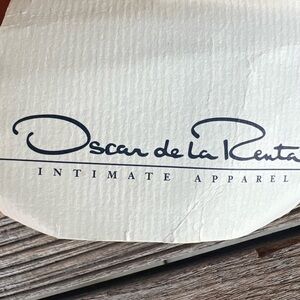 Oscar de la Renta
INTIMATE APPAREL